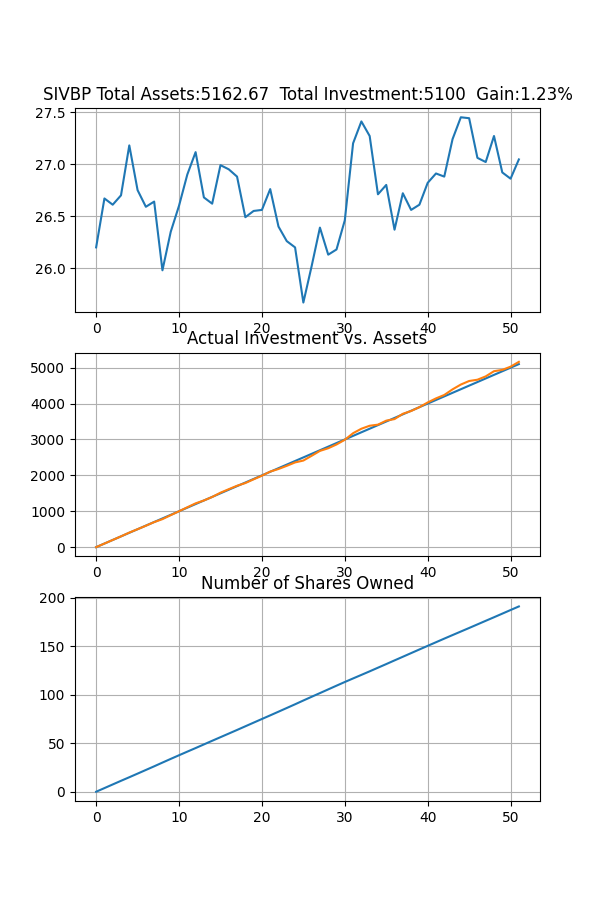 SIVBP Total Assets:5162.67  Total Investment:5100  Gain:1.23%
27.5
27.0
26.5
26.0
0 10 20 30 40 50
Actual Investment vs. Assets
5000
4000
3000
2000
1000
0
0 10 20 30 40 50
Number of Shares Owned
200
150
100
50
0
0 10 20 30 40 50